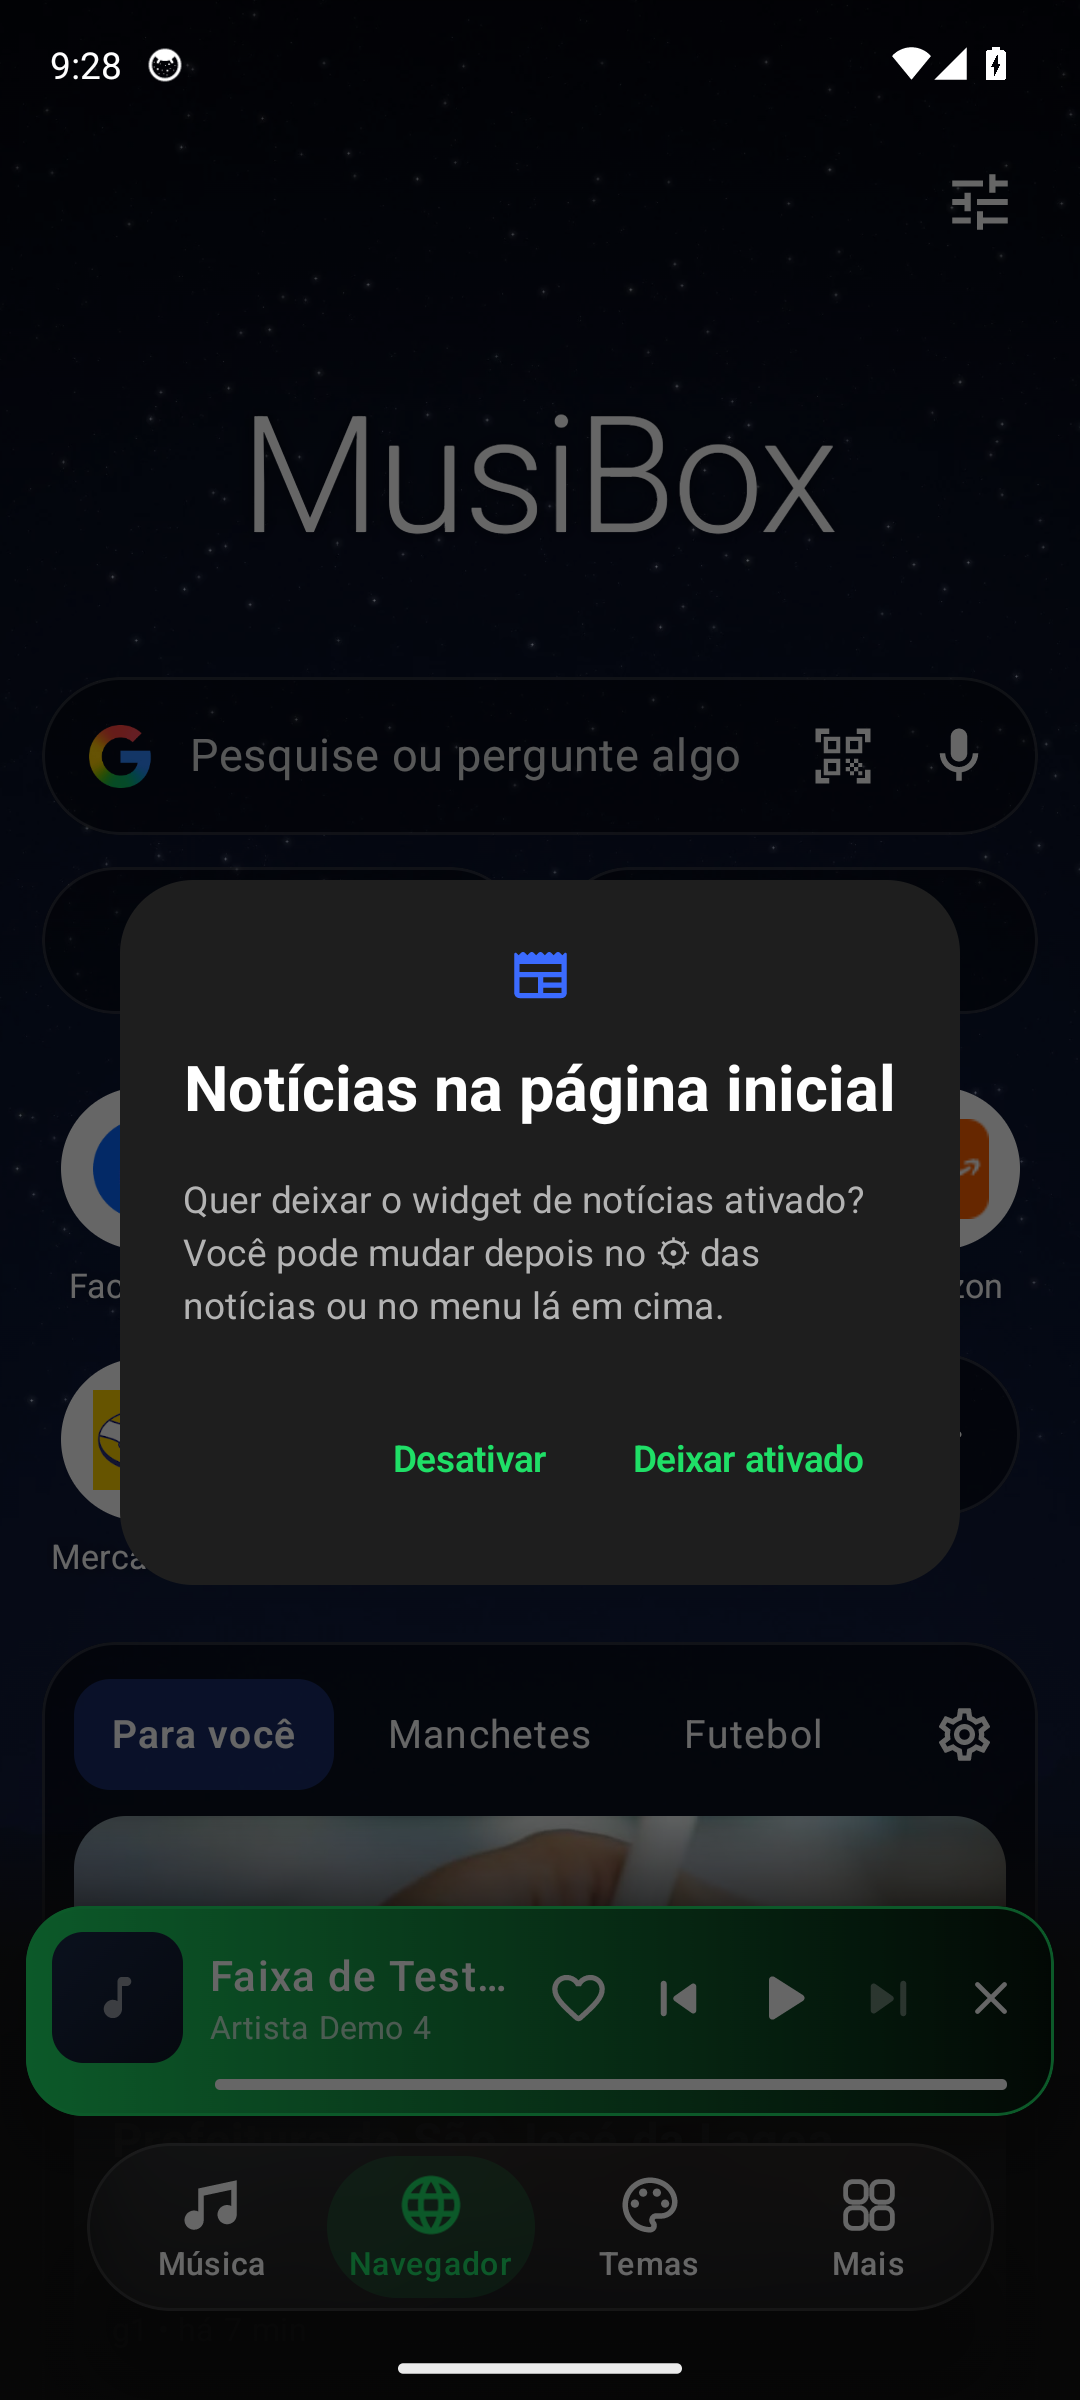 9:28
MusiBox
Pesquise ou pergunte algo
Notícias na página inicial
Quer deixar o widget de notícias ativado?
Você pode mudar depois no ⚙ das
notícias ou no menu lá em cima.
Desativar Deixar ativado
Para você Manchetes Futebol
Faixa de Test...
Artista Demo 4
Música Navegador Temas Mais